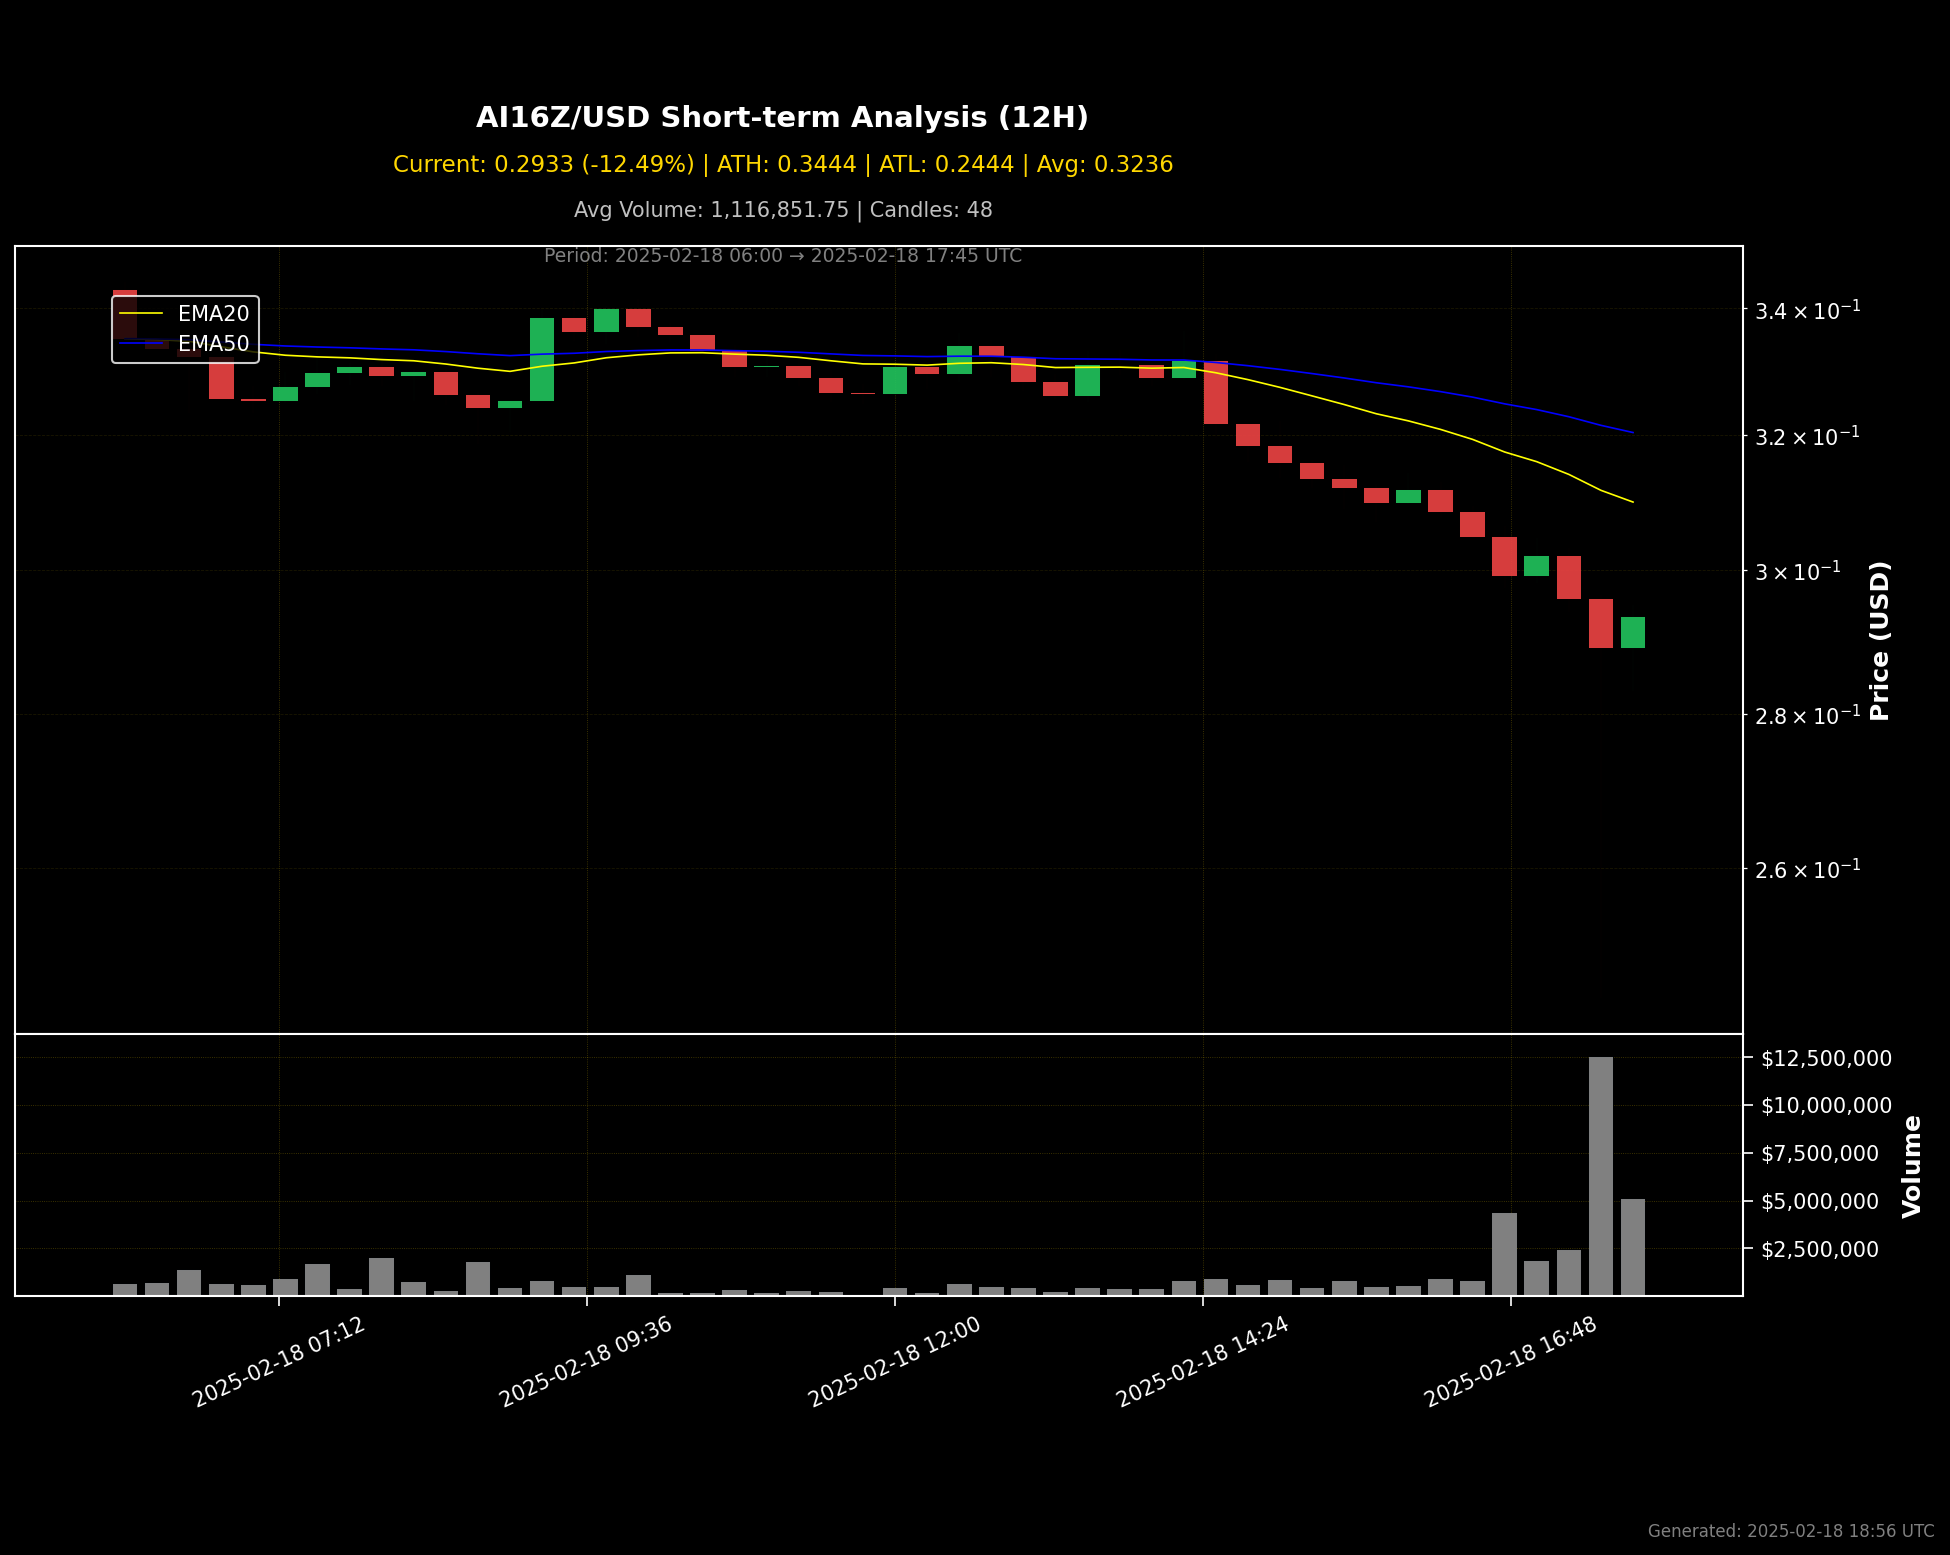 AI16Z/USD Short-term Analysis (12H)
Current: 0.2933 (-12.49%) | ATH: 0.3444 | ATL: 0.2444 | Avg: 0.3236
Avg Volume: 1,116,851.75 | Candles: 48
Period: 2025-02-18 06:00 → 2025-02-18 17:45 UTC
EMA20
EMA50
3.4 × 10⁻¹
3.2 × 10⁻¹
3 × 10⁻¹
2.8 × 10⁻¹
2.6 × 10⁻¹
Price (USD)
$12,500,000
$10,000,000
$7,500,000
$5,000,000
$2,500,000
Volume
2025-02-18 07:12
2025-02-18 09:36
2025-02-18 12:00
2025-02-18 14:24
2025-02-18 16:48
Generated: 2025-02-18 18:56 UTC